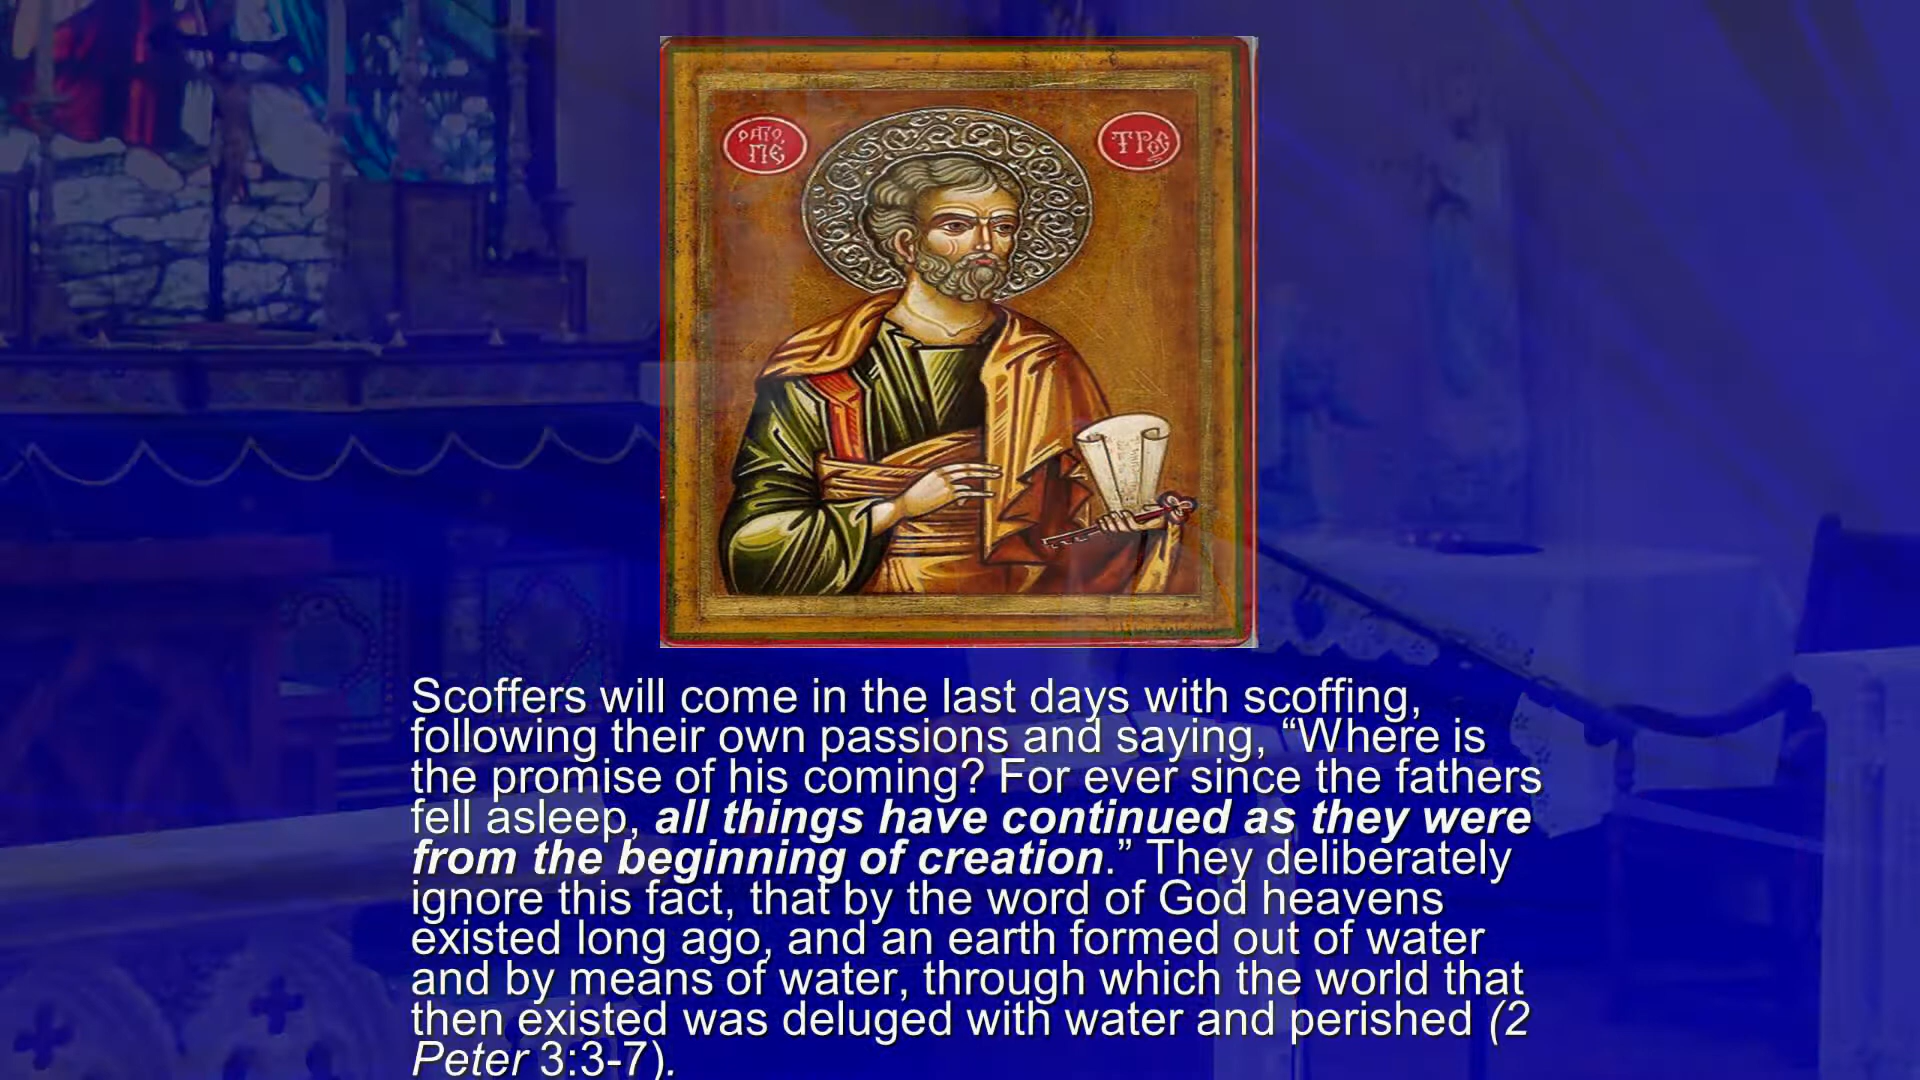 ΟΑΓΙΟ
ΠΕ
ΤΡΟС
Scoffers will come in the last days with scoffing,
following their own passions and saying, “Where is
the promise of his coming? For ever since the fathers
fell asleep, all things have continued as they were
from the beginning of creation.” They deliberately
ignore this fact, that by the word of God heavens
existed long ago, and an earth formed out of water
and by means of water, through which the world that
then existed was deluged with water and perished (2
Peter 3:3-7).